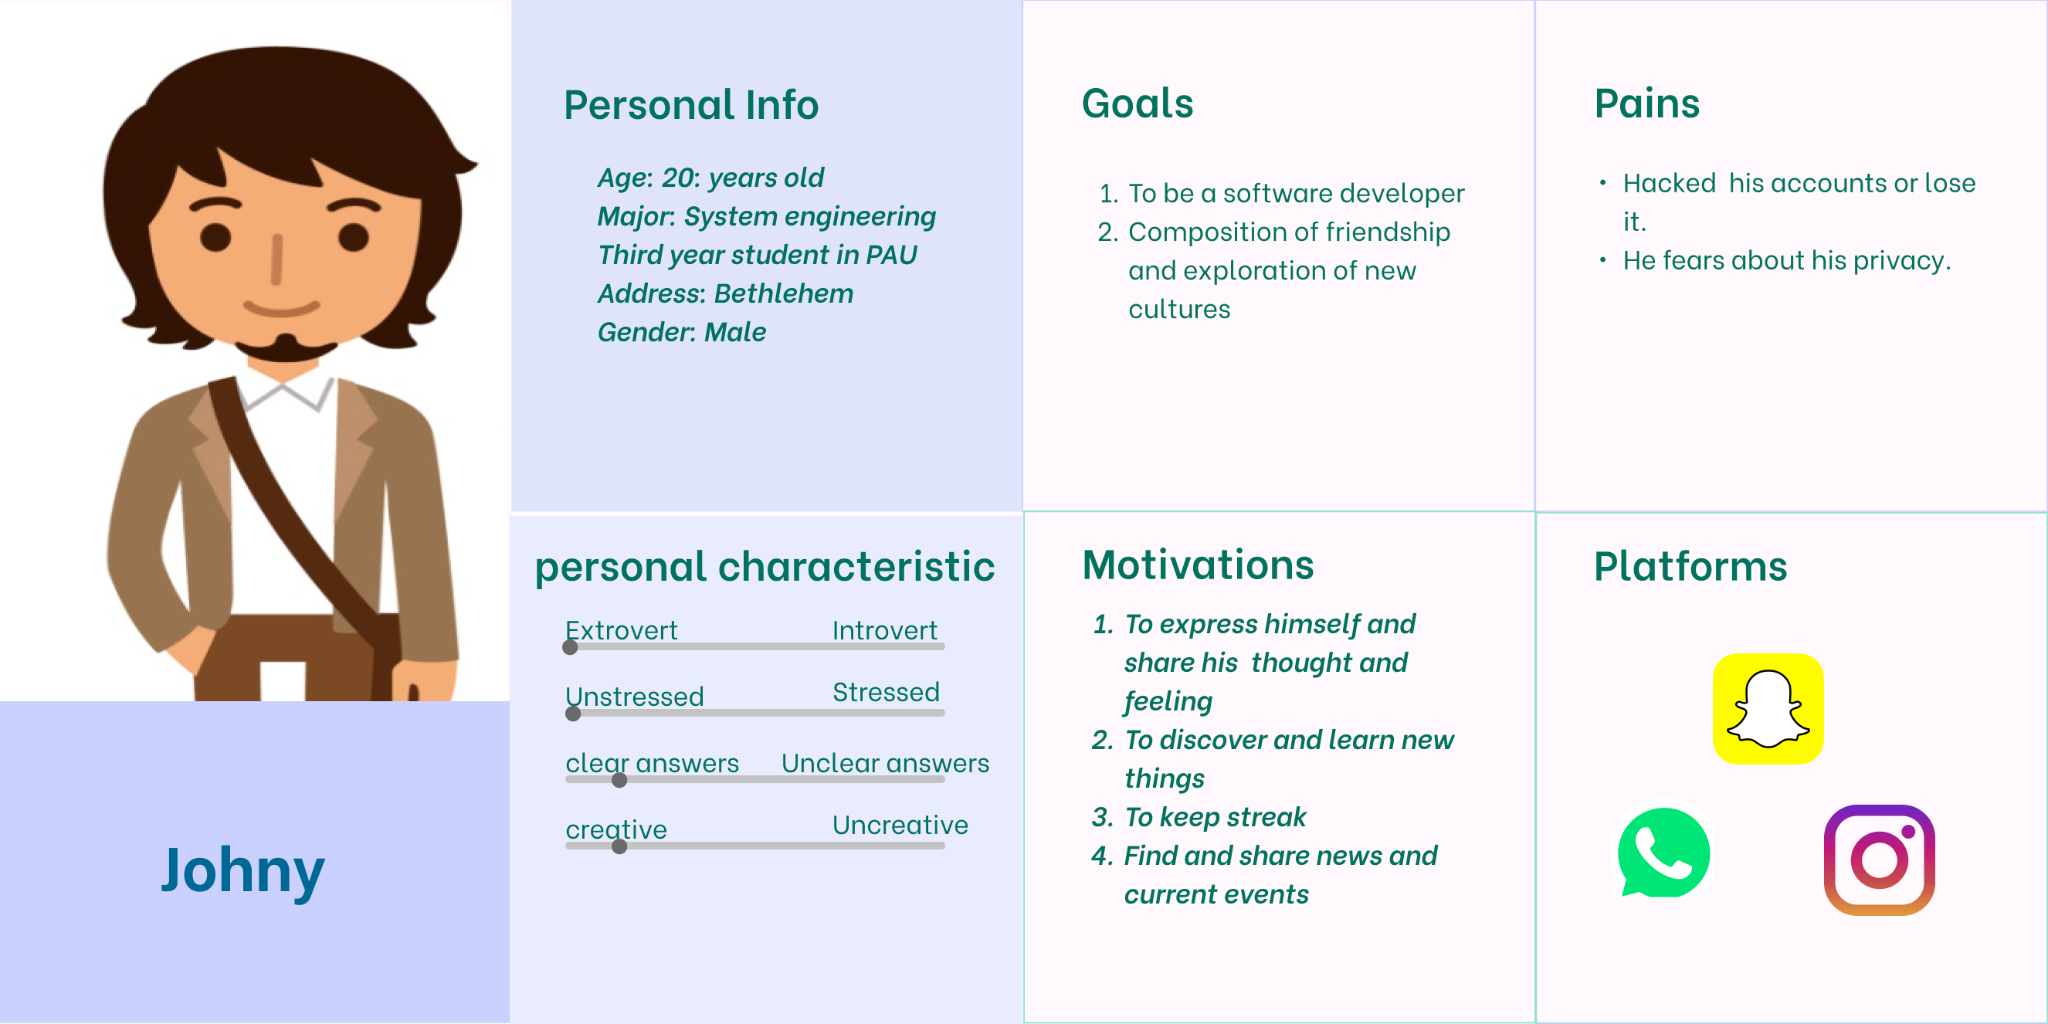 Personal Info
Age: 20: years old
Major: System engineering
Third year student in PAU
Address: Bethlehem
Gender: Male
Goals
1. To be a software developer
2. Composition of friendship
and exploration of new
cultures
Pains
• Hacked  his accounts or lose
it.
• He fears about his privacy.
Johny
personal characteristic
Extrovert Introvert
Unstressed Stressed
clear answers Unclear answers
creative Uncreative
Motivations
1. To express himself and
share his  thought and
feeling
2. To discover and learn new
things
3. To keep streak
4. Find and share news and
current events
Platforms